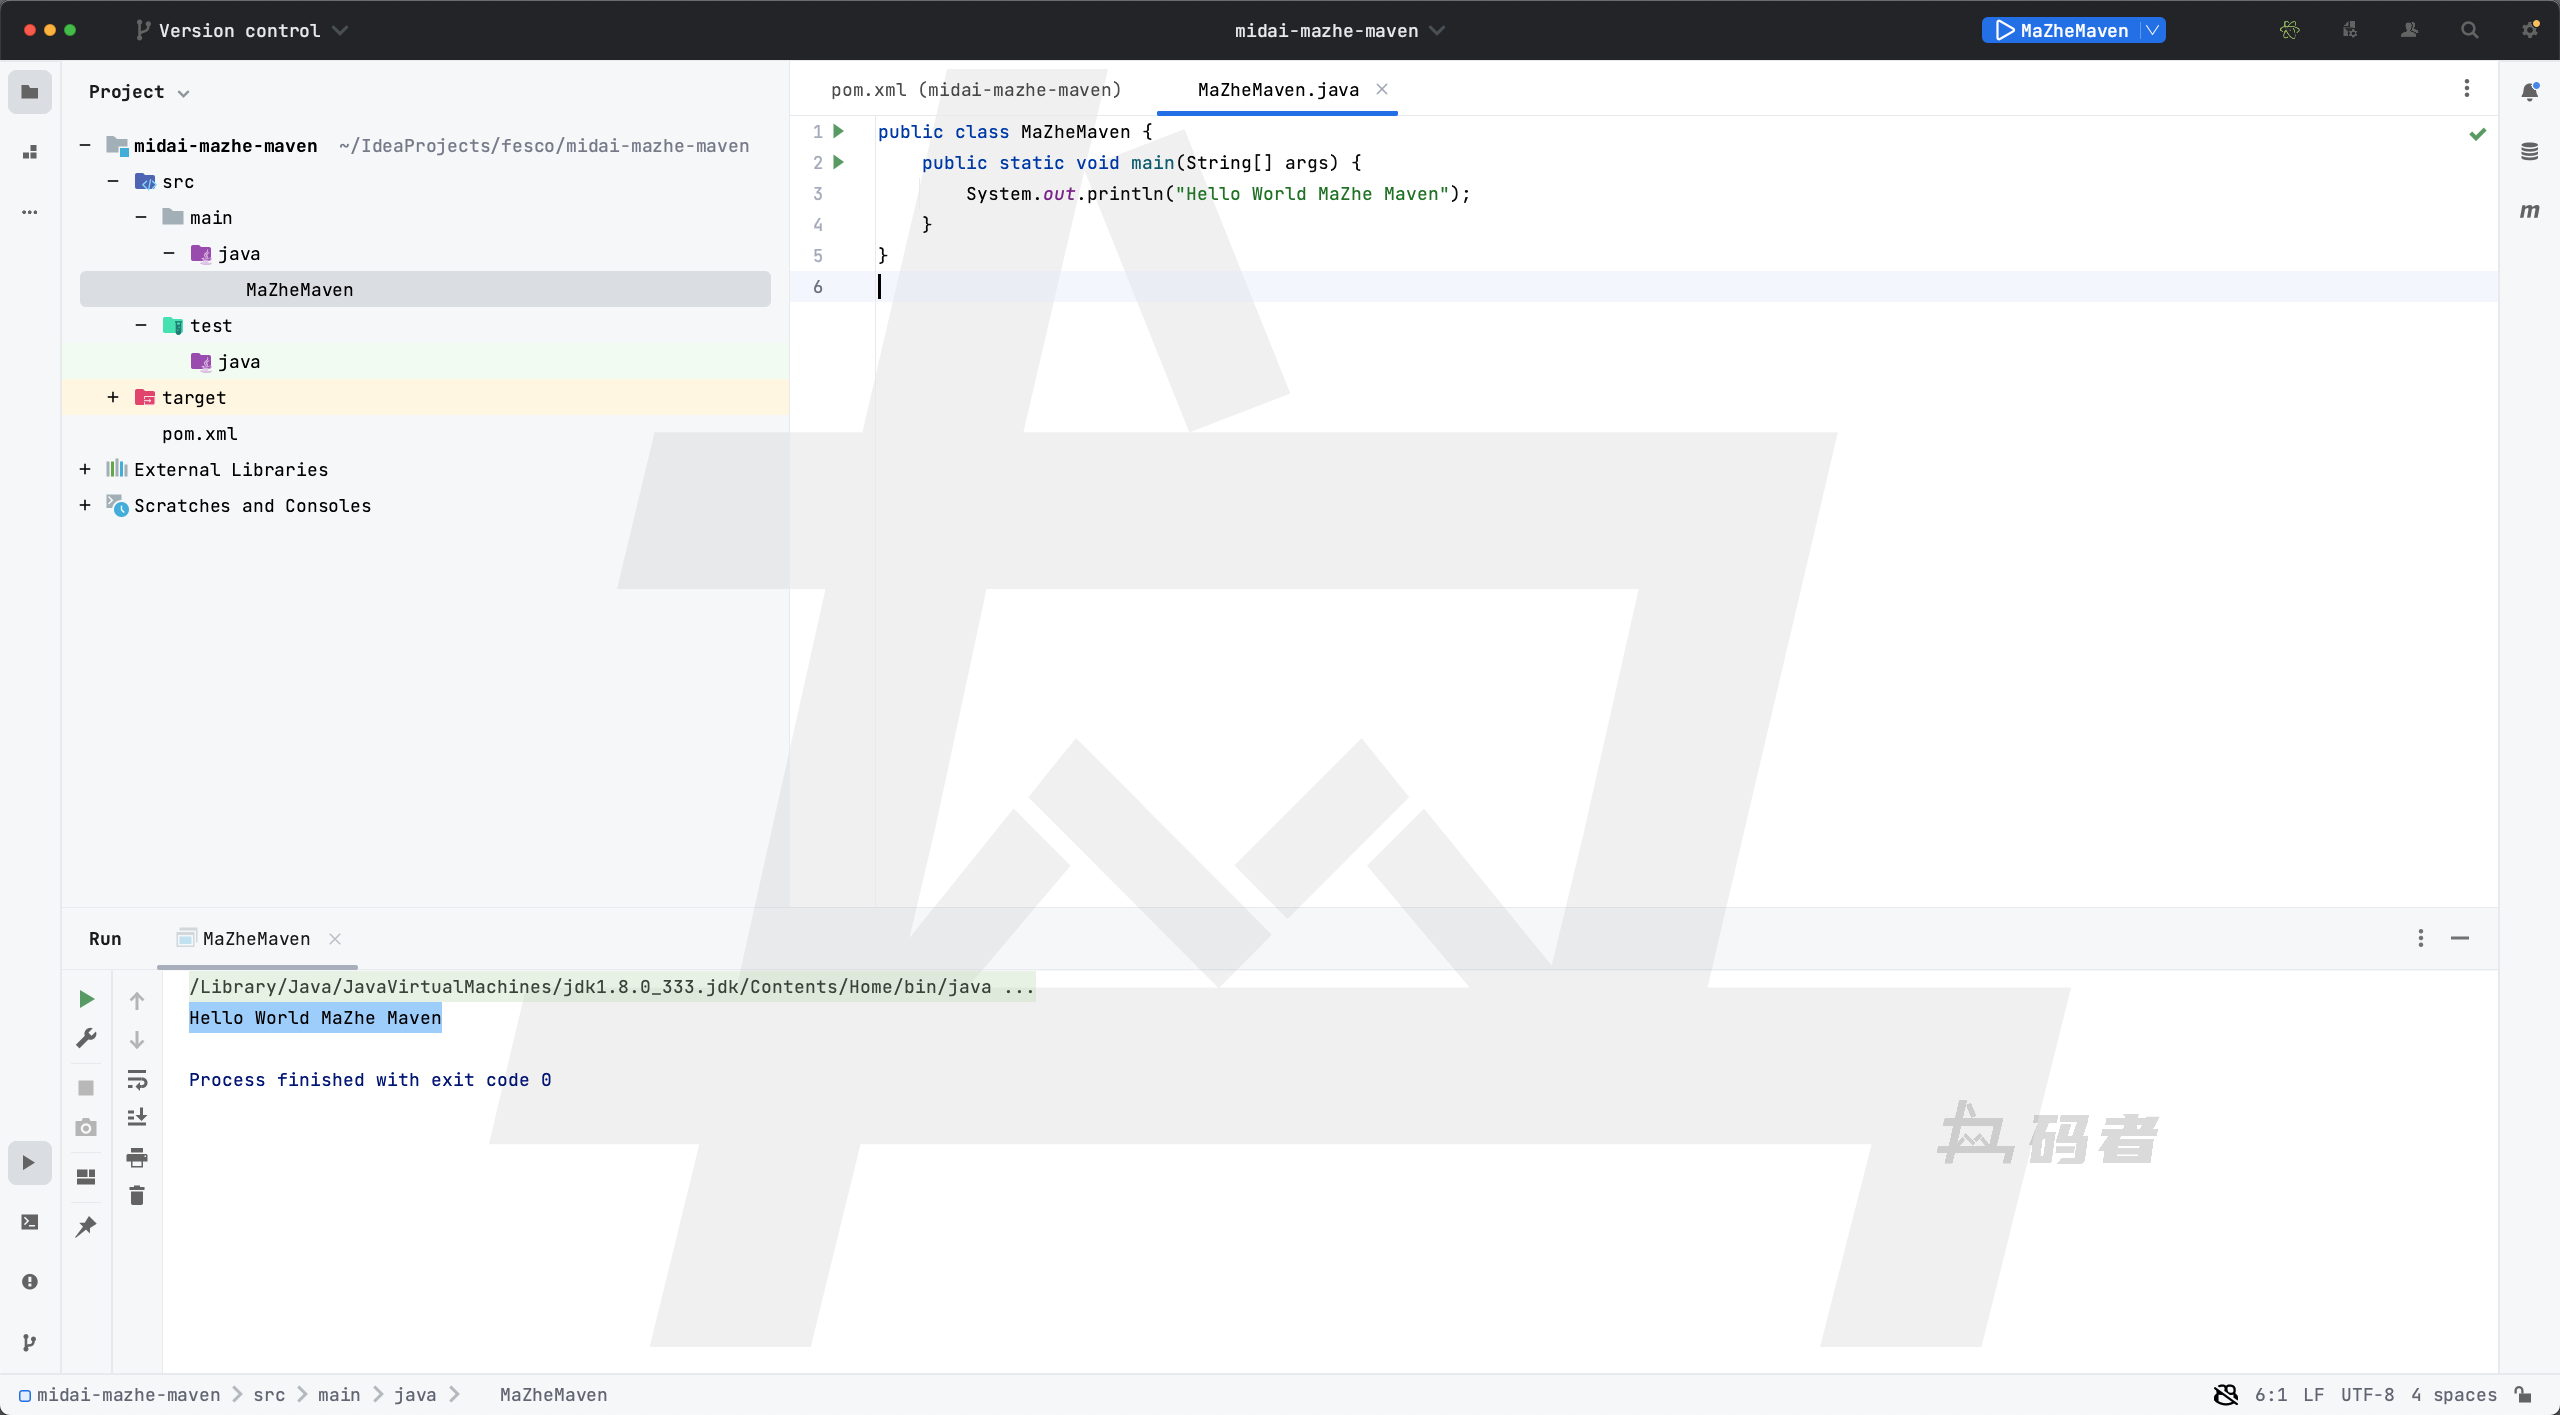 Version control
midai-mazhe-maven
MaZheMaven
Project
pom.xml (midai-mazhe-maven)
MaZheMaven.java
midai-mazhe-maven ~/IdeaProjects/fesco/midai-mazhe-maven
src
main
java
MaZheMaven
test
java
target
pom.xml
External Libraries
Scratches and Consoles
1 public class MaZheMaven {
2 public static void main(String[] args) {
3 System.out.println("Hello World MaZhe Maven");
4 }
5 }
6
m
Run
MaZheMaven
/Library/Java/JavaVirtualMachines/jdk1.8.0_333.jdk/Contents/Home/bin/java ...
Hello World MaZhe Maven
Process finished with exit code 0
码者
midai-mazhe-maven > src > main > java > MaZheMaven
6:1 LF UTF-8 4 spaces